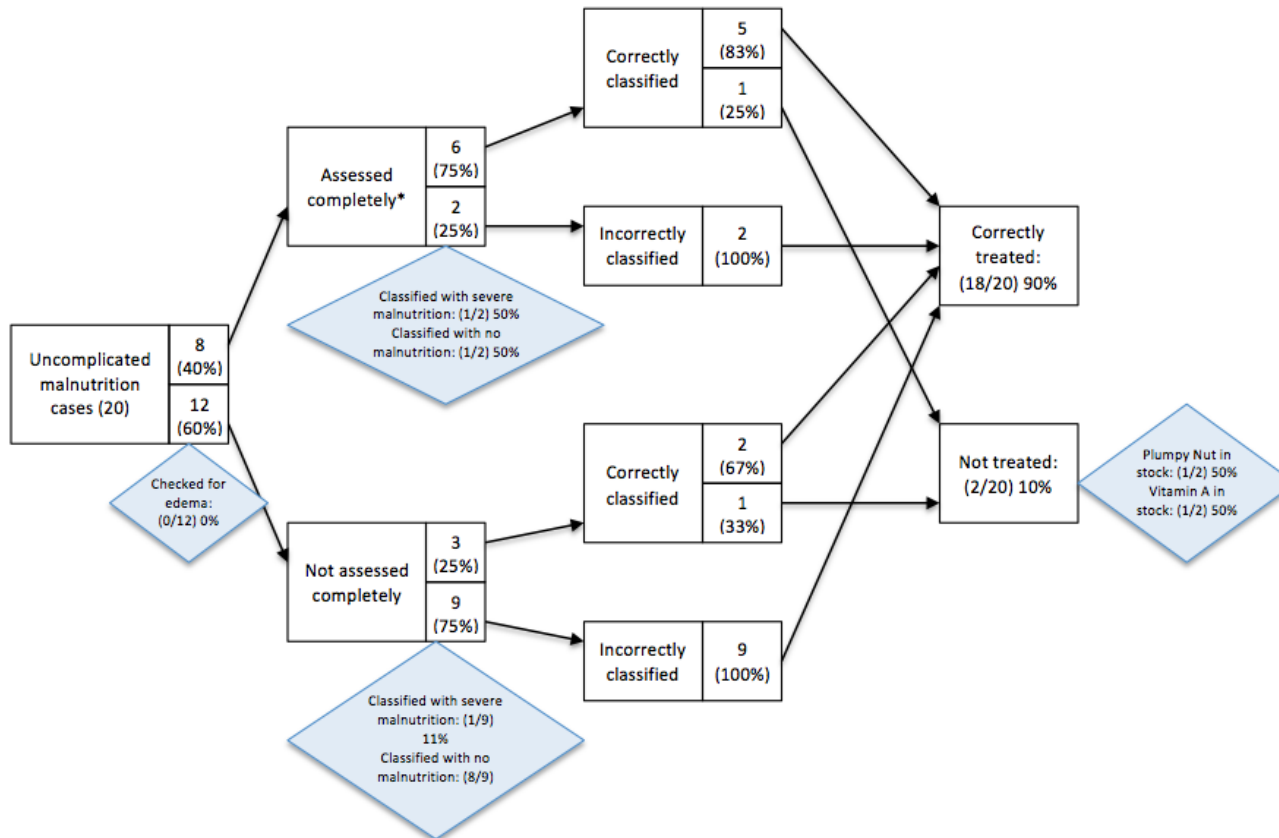 Uncomplicated
malnutrition
cases (20)
8
(40%)
12
(60%)
Checked for
edema:
(0/12) 0%
Assessed
completely*
6
(75%)
2
(25%)
Classified with severe
malnutrition: (1/2) 50%
Classified with no
malnutrition: (1/2) 50%
Not assessed
completely
3
(25%)
9
(75%)
Classified with severe
malnutrition: (1/9)
11%
Classified with no
malnutrition: (8/9)
Correctly
classified
5
(83%)
1
(25%)
Incorrectly
classified
2
(100%)
Correctly
classified
2
(67%)
1
(33%)
Incorrectly
classified
9
(100%)
Correctly
treated:
(18/20) 90%
Not treated:
(2/20) 10%
Plumpy Nut in
stock: (1/2) 50%
Vitamin A in
stock: (1/2) 50%